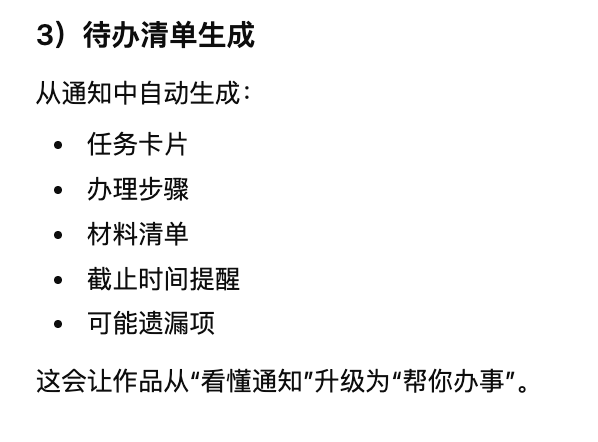 3）待办清单生成
从通知中自动生成：
• 任务卡片
• 办理步骤
• 材料清单
• 截止时间提醒
• 可能遗漏项
这会让作品从“看懂通知”升级为“帮你办事”。